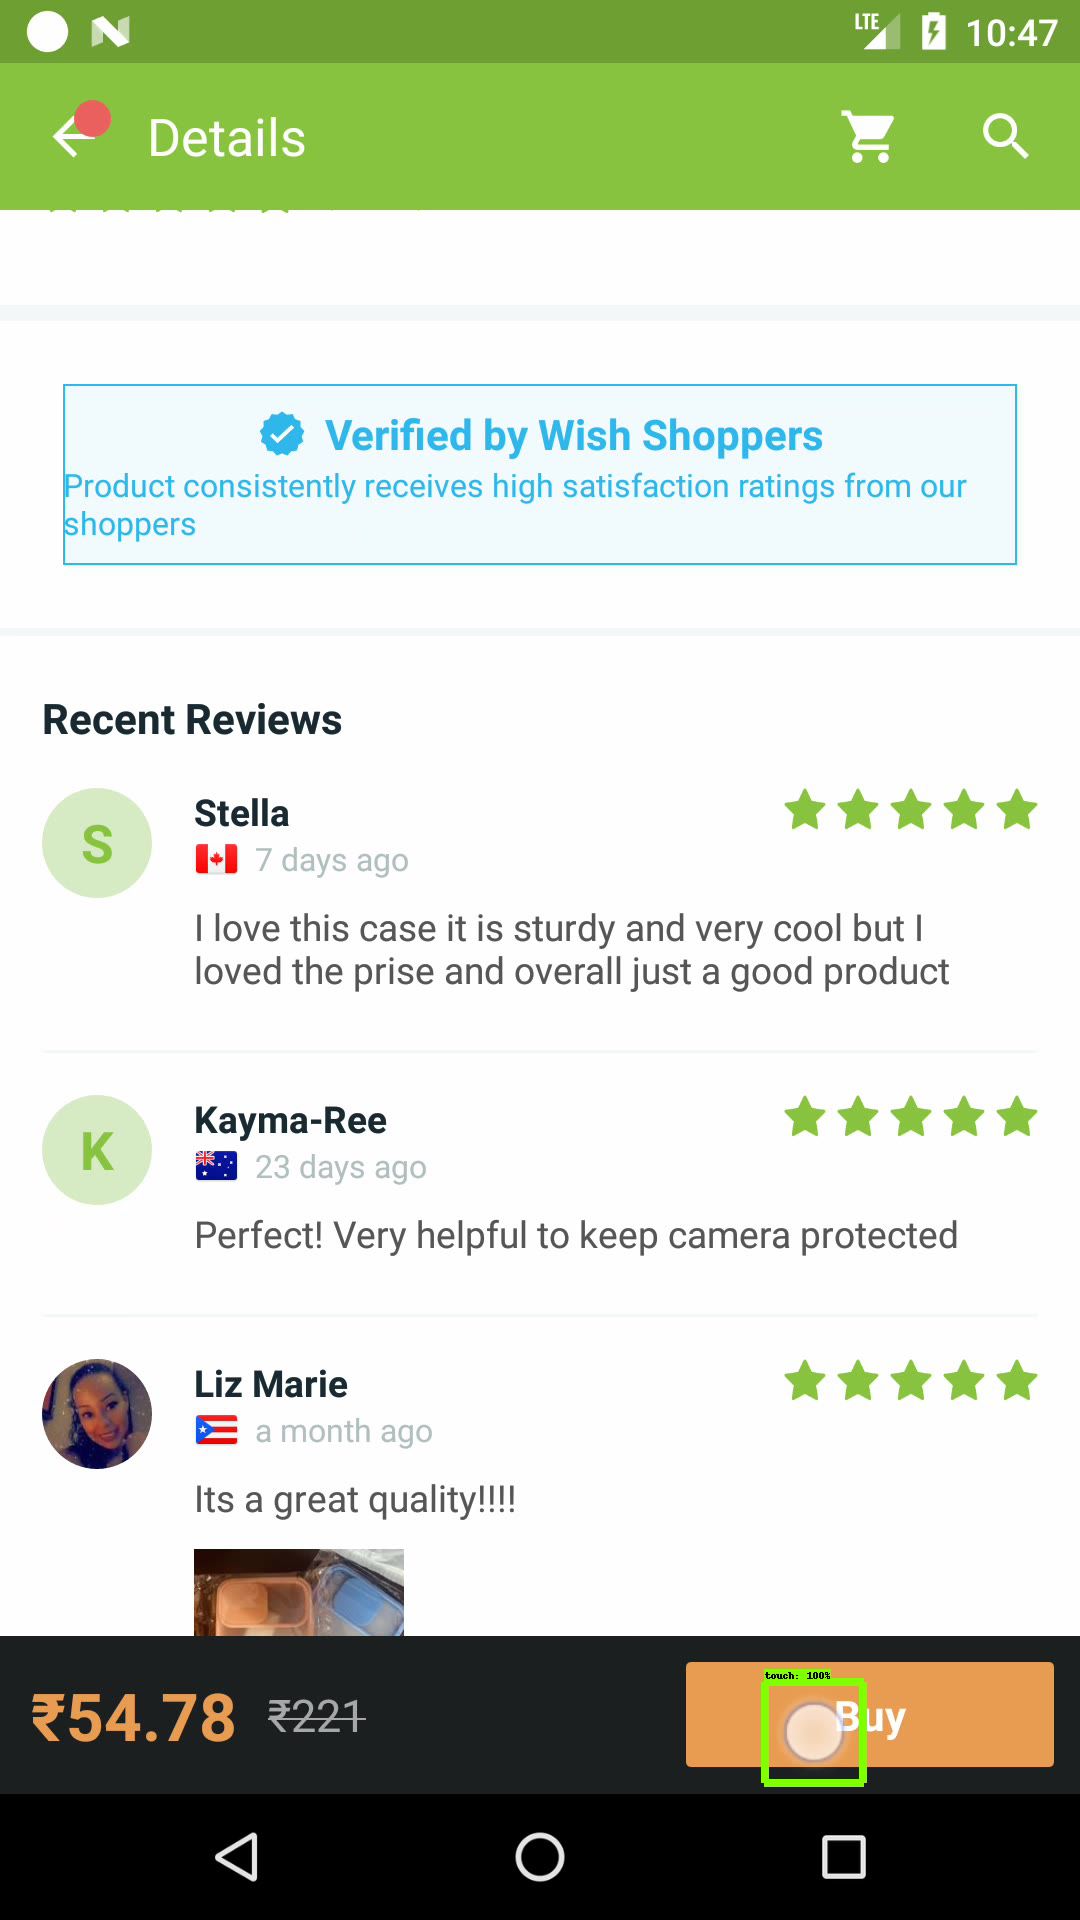 LTE 10:47
Details
Verified by Wish Shoppers
Product consistently receives high satisfaction ratings from our
shoppers
Recent Reviews
S
Stella
7 days ago
I love this case it is sturdy and very cool but I
loved the prise and overall just a good product
K
Kayma-Ree
23 days ago
Perfect! Very helpful to keep camera protected
Liz Marie
a month ago
Its a great quality!!!!
touch: 100%
₹54.78 ₹221 Buy